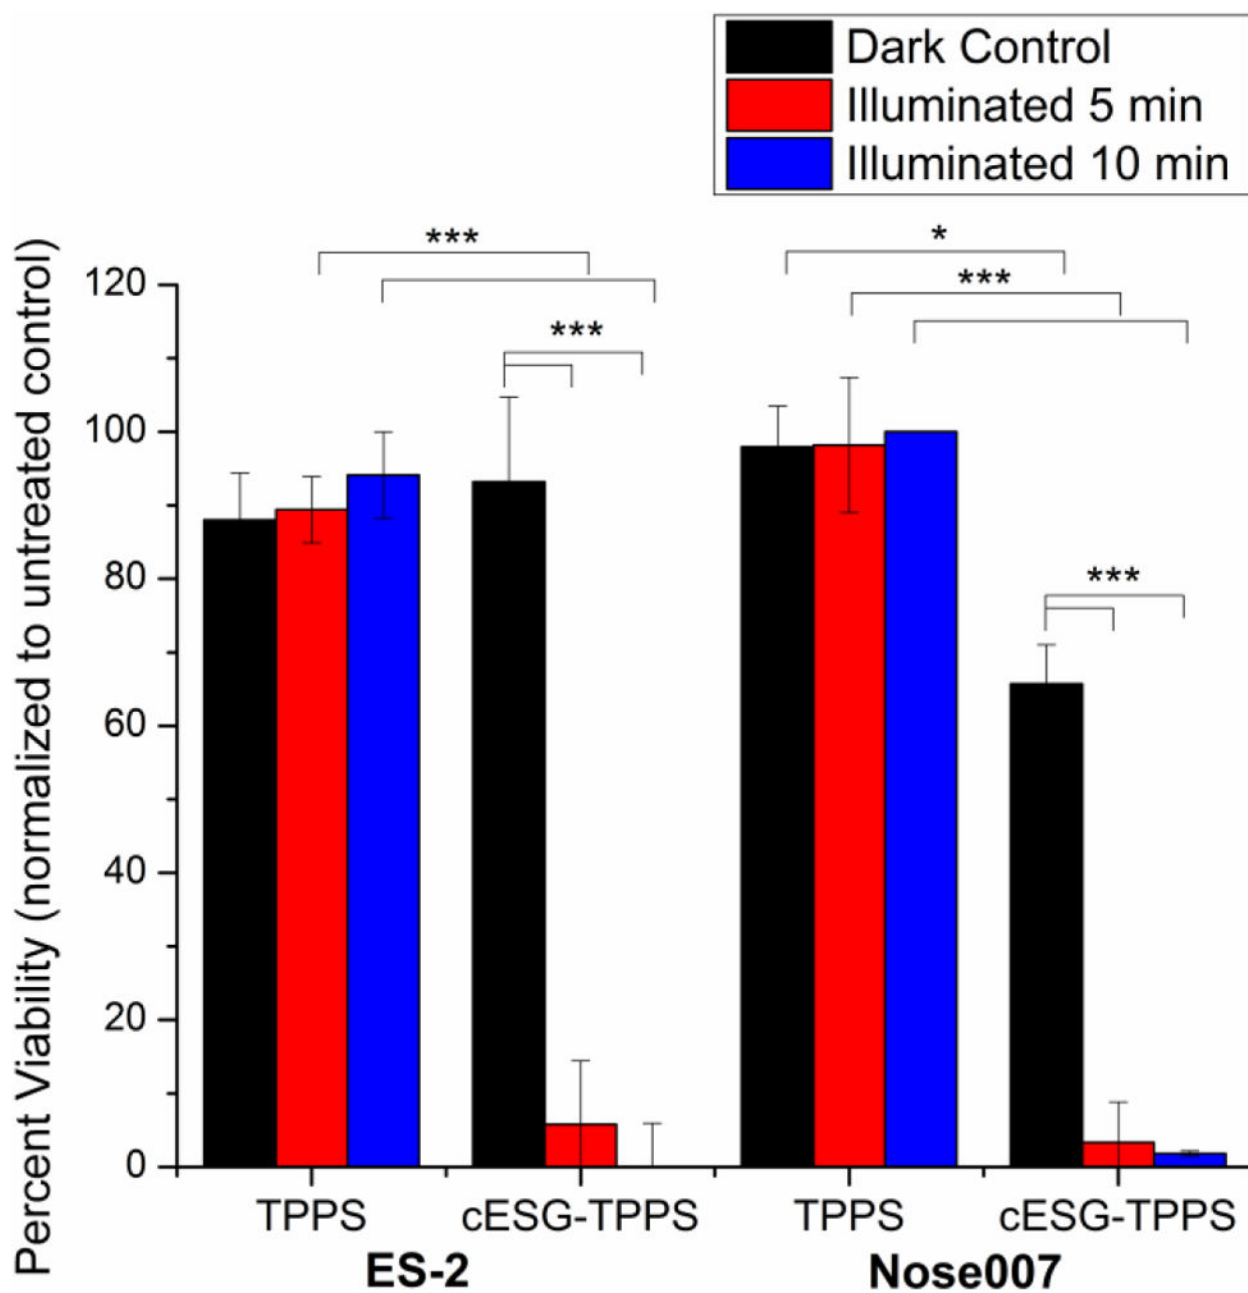 Dark Control
Illuminated 5 min
Illuminated 10 min
Percent Viability (normalized to untreated control)
***
*
***
***
***
120
100
80
60
40
20
0
TPPS
cESG-TPPS
TPPS
cESG-TPPS
ES-2
Nose007